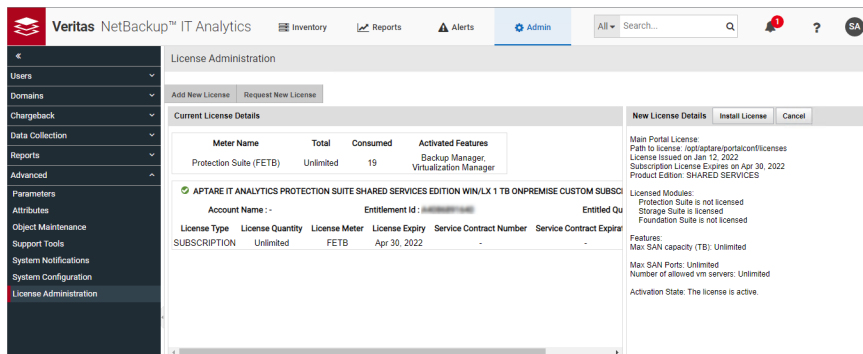 Veritas NetBackup™ IT Analytics
Inventory
Reports
Alerts
Admin
All
Search...
1
?
SA
«
Users
Domains
Chargeback
Data Collection
Reports
Advanced
Parameters
Attributes
Object Maintenance
Support Tools
System Notifications
System Configuration
License Administration
License Administration
Add New License Request New License
Current License Details
Meter Name Total Consumed Activated Features
Protection Suite (FETB) Unlimited 19 Backup Manager,
Virtualization Manager
APTARE IT ANALYTICS PROTECTION SUITE SHARED SERVICES EDITION WIN/LX 1 TB ONPREMISE CUSTOM SUBSCI
Account Name : - Entitlement Id : Entitled Qu
License Type License Quantity License Meter License Expiry Service Contract Number Service Contract Expirat
SUBSCRIPTION Unlimited FETB Apr 30, 2022 - -
New License Details Install License Cancel
Main Portal License:
Path to license: /opt/aptare/portalconf/licenses
License Issued on Jan 12, 2022
Subscription License Expires on Apr 30, 2022
Product Edition: SHARED SERVICES
Licensed Modules:
Protection Suite is not licensed
Storage Suite is licensed
Foundation Suite is not licensed
Features:
Max SAN capacity (TB): Unlimited
Max SAN Ports: Unlimited
Number of allowed vm servers: Unlimited
Activation State: The license is active.